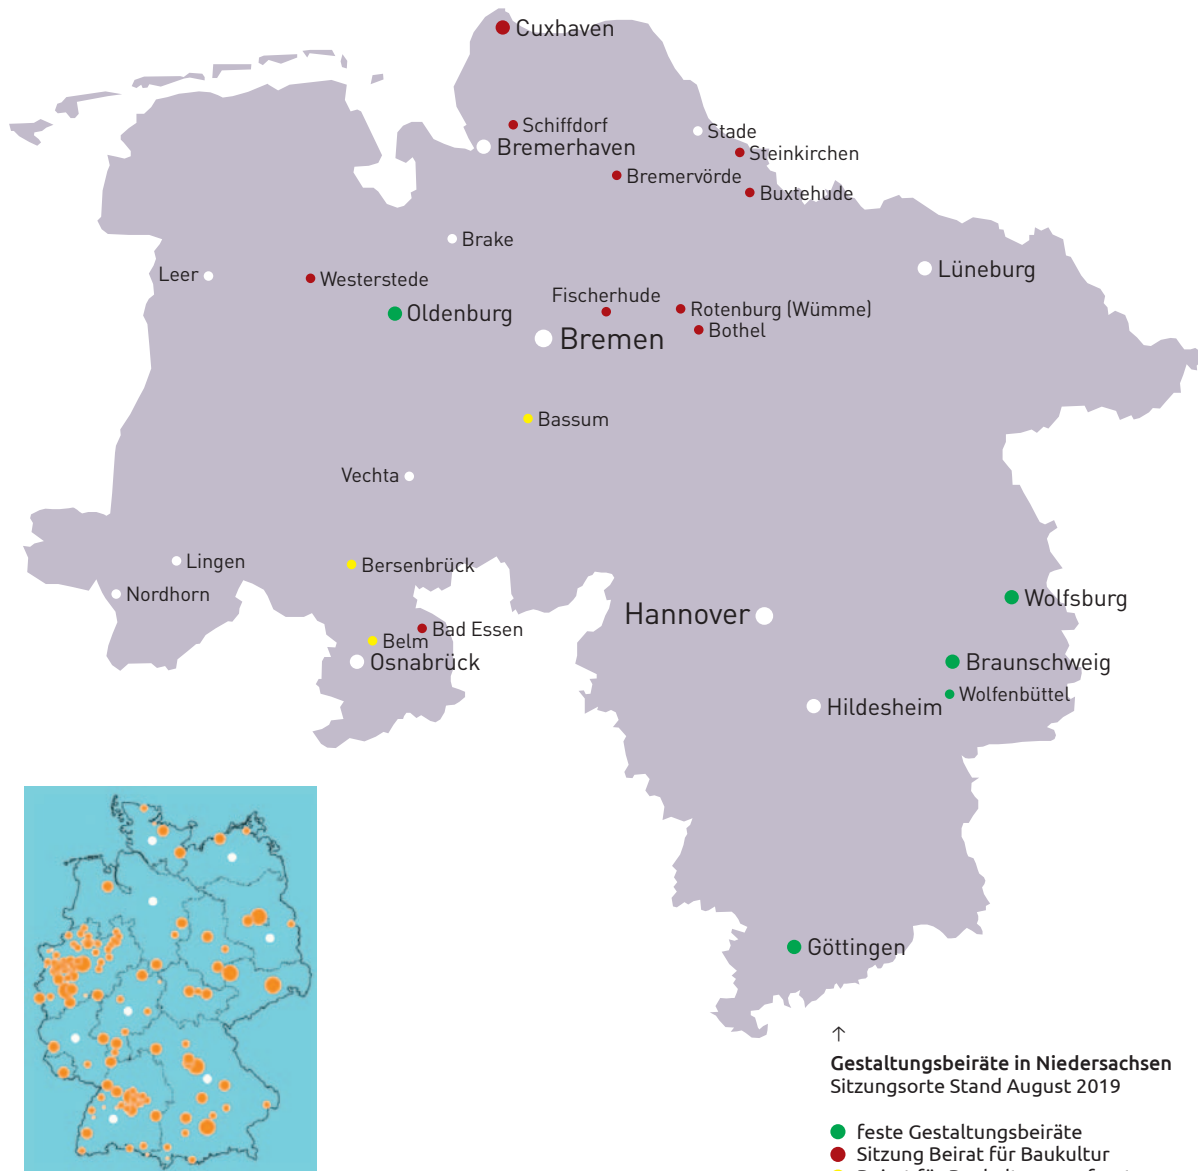 Cuxhaven
Schiffdorf
Bremerhaven
Stade
Steinkirchen
Bremervörde
Buxtehude
Brake
Leer
Westerstede
Lüneburg
Fischerhude
Oldenburg
Rotenburg (Wümme)
Bremen
Bothel
Bassum
Vechta
Lingen
Bersenbrück
Nordhorn
Hannover
Wolfsburg
Bad Essen
Belm
Osnabrück
Braunschweig
Wolfenbüttel
Hildesheim
Göttingen
↑
Gestaltungsbeiräte in Niedersachsen
Sitzungsorte Stand August 2019
feste Gestaltungsbeiräte
Sitzung Beirat für Baukultur